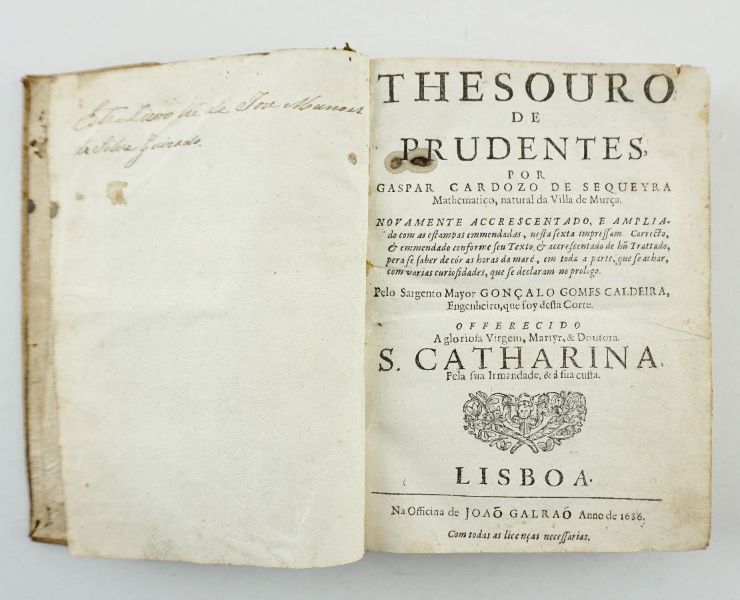 Este Livro he de Joze Manoel
da Silva Guirado.
THESOURO
DE
PRUDENTES,
POR
GASPAR CARDOZO DE SEQUEYRA
Mathematico, natural da Villa de Murça.
NOVAMENTE ACCRESCENTADO, E AMPLIA-
do com as eſtampas emmendadas, neſta ſexta impreſſam Correcto,
& emmendado conforme ſeu Texto, & acreſcentado de hũ Trattado,
pera se ſaber de cór as horas da maré, em toda a parte, que ſe achar,
com varias curioſidades, que ſe declaram no prologo.
Pelo Sargento Mayor GONÇALO GOMES CALDEIRA,
Engenheiro, que foy deſta Corte.
OFFERECIDO
A glorioſa Virgem, Martyr, & Doutora.
S. CATHARINA.
Pela ſua Irmandade, & á ſua cuſta.
LISBOA.
Na Officina de JOAÕ GALRAÕ Anno de 1686.
Com todas as licenças neceſſarias.